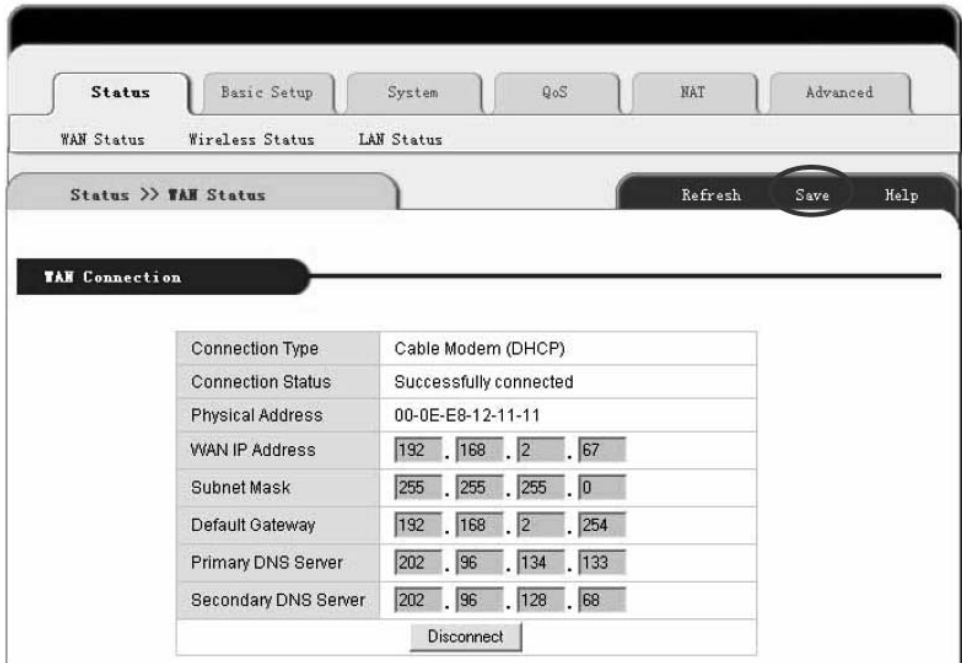 Status Basic Setup System QoS NAT Advanced
WAN Status Wireless Status LAN Status
Status >> WAN Status Refresh Save Help
WAN Connection
Connection Type Cable Modem (DHCP)
Connection Status Successfully connected
Physical Address 00-0E-E8-12-11-11
WAN IP Address 192 . 168 . 2 . 67
Subnet Mask 255 . 255 . 255 . 0
Default Gateway 192 . 168 . 2 . 254
Primary DNS Server 202 . 96 . 134 . 133
Secondary DNS Server 202 . 96 . 128 . 68
Disconnect